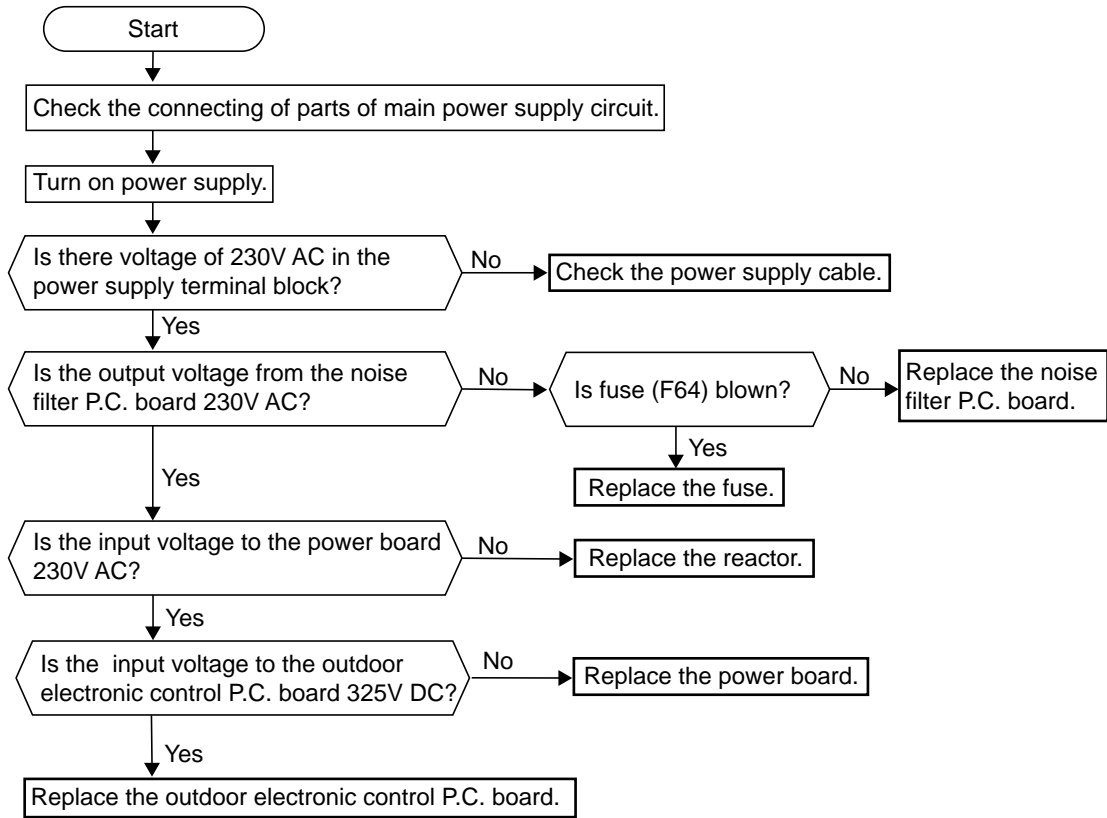 Start
Check the connecting of parts of main power supply circuit.
Turn on power supply.
Is there voltage of 230V AC in the
power supply terminal block?
No
Check the power supply cable.
Yes
Is the output voltage from the noise
filter P.C. board 230V AC?
No
Is fuse (F64) blown?
No
Replace the noise
filter P.C. board.
Yes
Replace the fuse.
Yes
Is the input voltage to the power board
230V AC?
No
Replace the reactor.
Yes
Is the  input voltage to the outdoor
electronic control P.C. board 325V DC?
No
Replace the power board.
Yes
Replace the outdoor electronic control P.C. board.